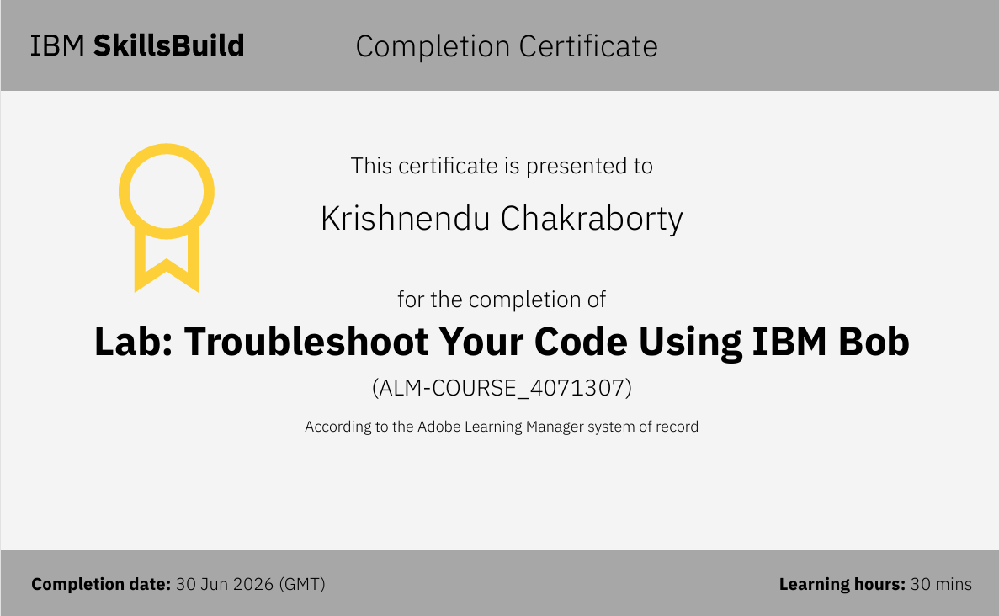 IBM SkillsBuild
Completion Certificate
This certificate is presented to
Krishnendu Chakraborty
for the completion of
Lab: Troubleshoot Your Code Using IBM Bob
(ALM-COURSE_4071307)
According to the Adobe Learning Manager system of record
Completion date: 30 Jun 2026 (GMT)
Learning hours: 30 mins